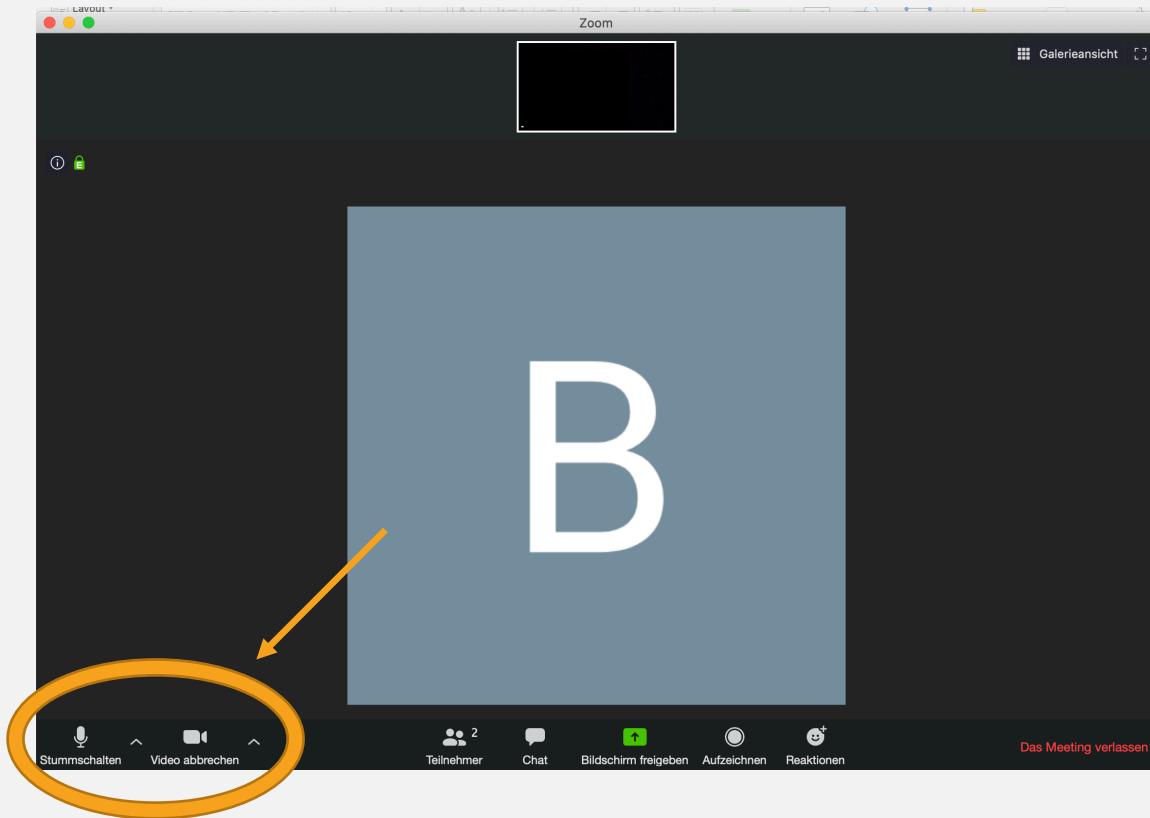 Layout
Zoom
Galerieansicht
E
B
2
Stummschalten
Video abbrechen
Teilnehmer
Chat
Bildschirm freigeben
Aufzeichnen
Reaktionen
Das Meeting verlassen